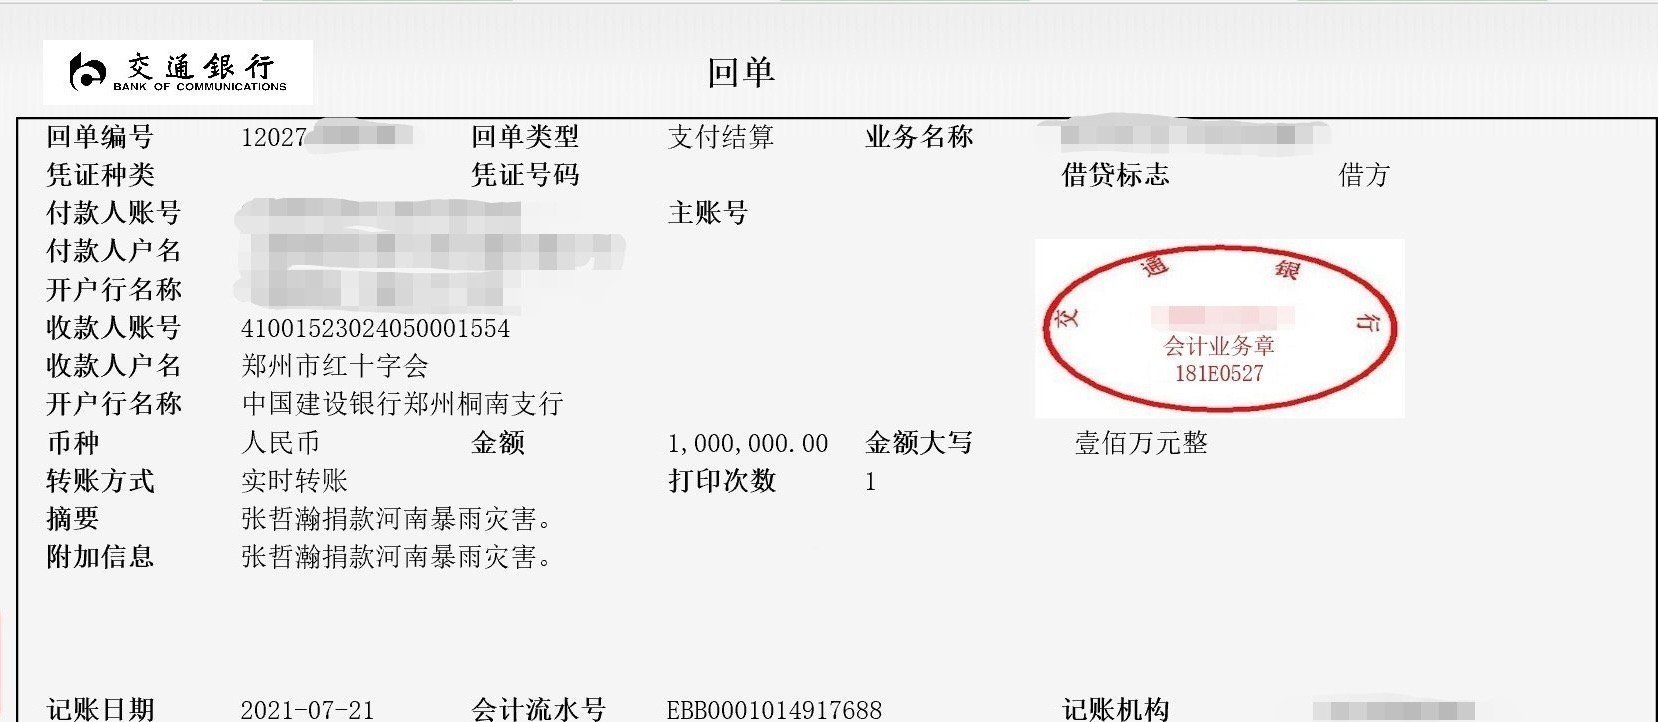 交通銀行
BANK OF COMMUNICATIONS
回单
回单编号 12027 回单类型 支付结算 业务名称
凭证种类 凭证号码 借贷标志 借方
付款人账号 主账号
付款人户名
开户行名称
收款人账号 41001523024050001554
收款人户名 郑州市红十字会
开户行名称 中国建设银行郑州桐南支行
交通银行
会计业务章
181E0527
币种 人民币 金额 1,000,000.00 金额大写 壹佰万元整
转账方式 实时转账 打印次数 1
摘要 张哲瀚捐款河南暴雨灾害。
附加信息 张哲瀚捐款河南暴雨灾害。
记账日期 2021-07-21 会计流水号 EBB0001014917688 记账机构